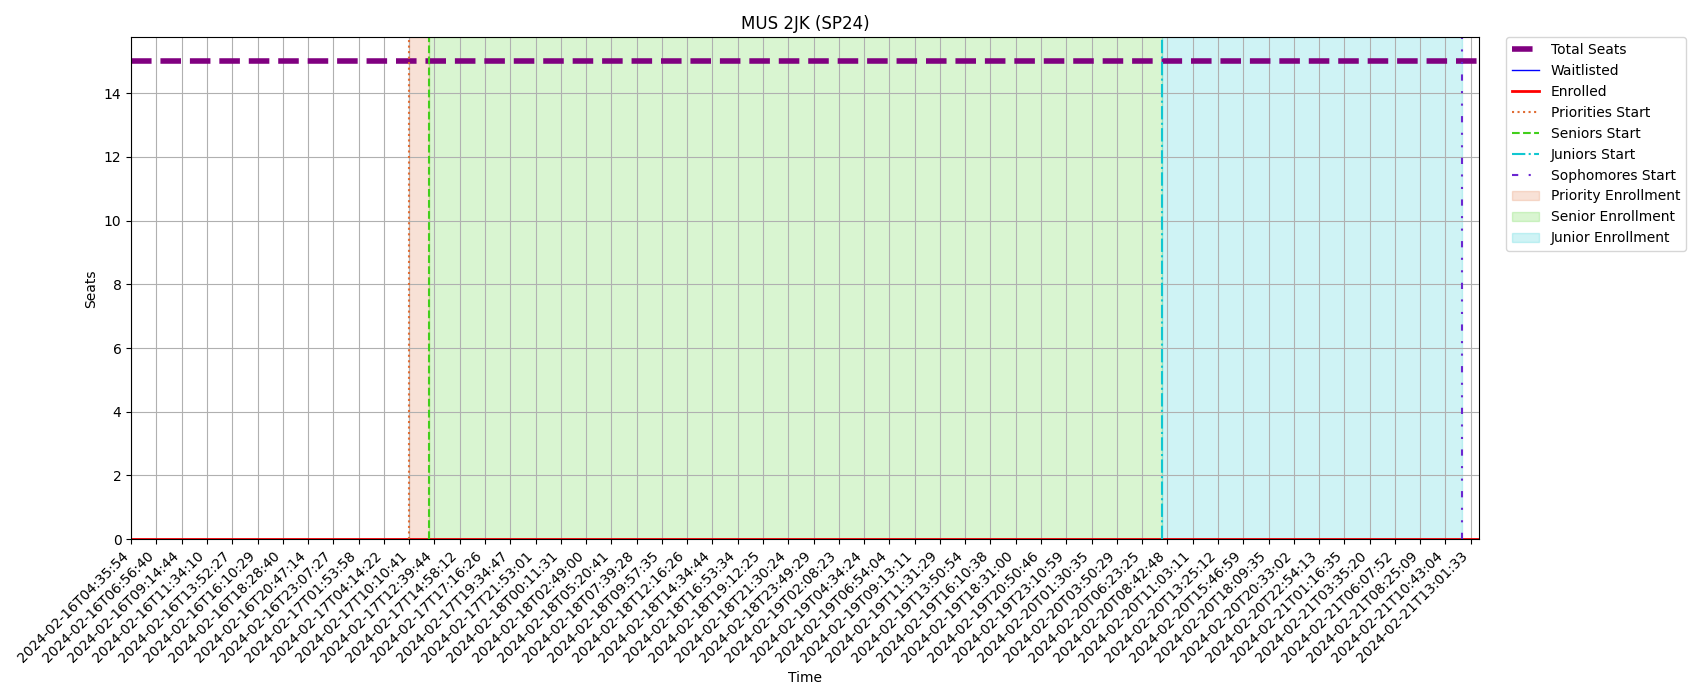 MUS 2JK (SP24)
Total Seats
Waitlisted
Enrolled
Priorities Start
Seniors Start
Juniors Start
Sophomores Start
Priority Enrollment
Senior Enrollment
Junior Enrollment
Seats
14
12
10
8
6
4
2
0
2024-02-16T04:35:54
2024-02-16T06:56:40
2024-02-16T09:14:44
2024-02-16T11:34:10
2024-02-16T13:52:27
2024-02-16T16:10:29
2024-02-16T18:28:40
2024-02-16T20:47:14
2024-02-16T23:07:27
2024-02-17T01:53:58
2024-02-17T04:14:22
2024-02-17T10:10:41
2024-02-17T12:39:44
2024-02-17T14:58:12
2024-02-17T17:16:26
2024-02-17T19:34:47
2024-02-17T21:53:01
2024-02-18T00:11:31
2024-02-18T02:49:00
2024-02-18T05:20:41
2024-02-18T07:39:28
2024-02-18T09:57:35
2024-02-18T12:16:26
2024-02-18T14:34:44
2024-02-18T16:53:34
2024-02-18T19:12:25
2024-02-18T21:30:24
2024-02-18T23:49:29
2024-02-19T02:08:23
2024-02-19T04:34:24
2024-02-19T06:54:04
2024-02-19T09:13:11
2024-02-19T11:31:29
2024-02-19T13:50:54
2024-02-19T16:10:38
2024-02-19T18:31:00
2024-02-19T20:50:46
2024-02-19T23:10:59
2024-02-20T01:30:35
2024-02-20T03:50:29
2024-02-20T06:23:25
2024-02-20T08:42:48
2024-02-20T11:03:11
2024-02-20T13:25:12
2024-02-20T15:46:59
2024-02-20T18:09:35
2024-02-20T20:33:02
2024-02-20T22:54:13
2024-02-21T01:16:35
2024-02-21T03:35:20
2024-02-21T06:07:52
2024-02-21T08:25:09
2024-02-21T10:43:04
2024-02-21T13:01:33
Time